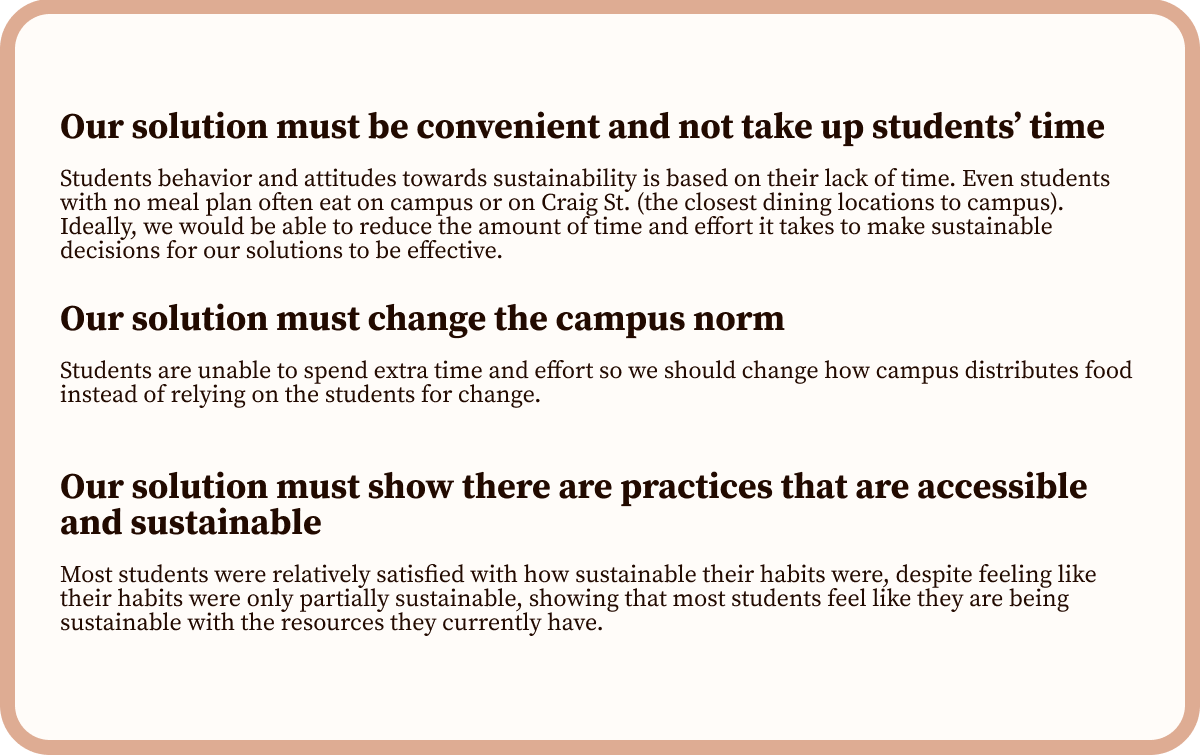 Our solution must be convenient and not take up students’ time
Students behavior and attitudes towards sustainability is based on their lack of time. Even students
with no meal plan often eat on campus or on Craig St. (the closest dining locations to campus).
Ideally, we would be able to reduce the amount of time and effort it takes to make sustainable
decisions for our solutions to be effective.
Our solution must change the campus norm
Students are unable to spend extra time and effort so we should change how campus distributes food
instead of relying on the students for change.
Our solution must show there are practices that are accessible
and sustainable
Most students were relatively satisfied with how sustainable their habits were, despite feeling like
their habits were only partially sustainable, showing that most students feel like they are being
sustainable with the resources they currently have.